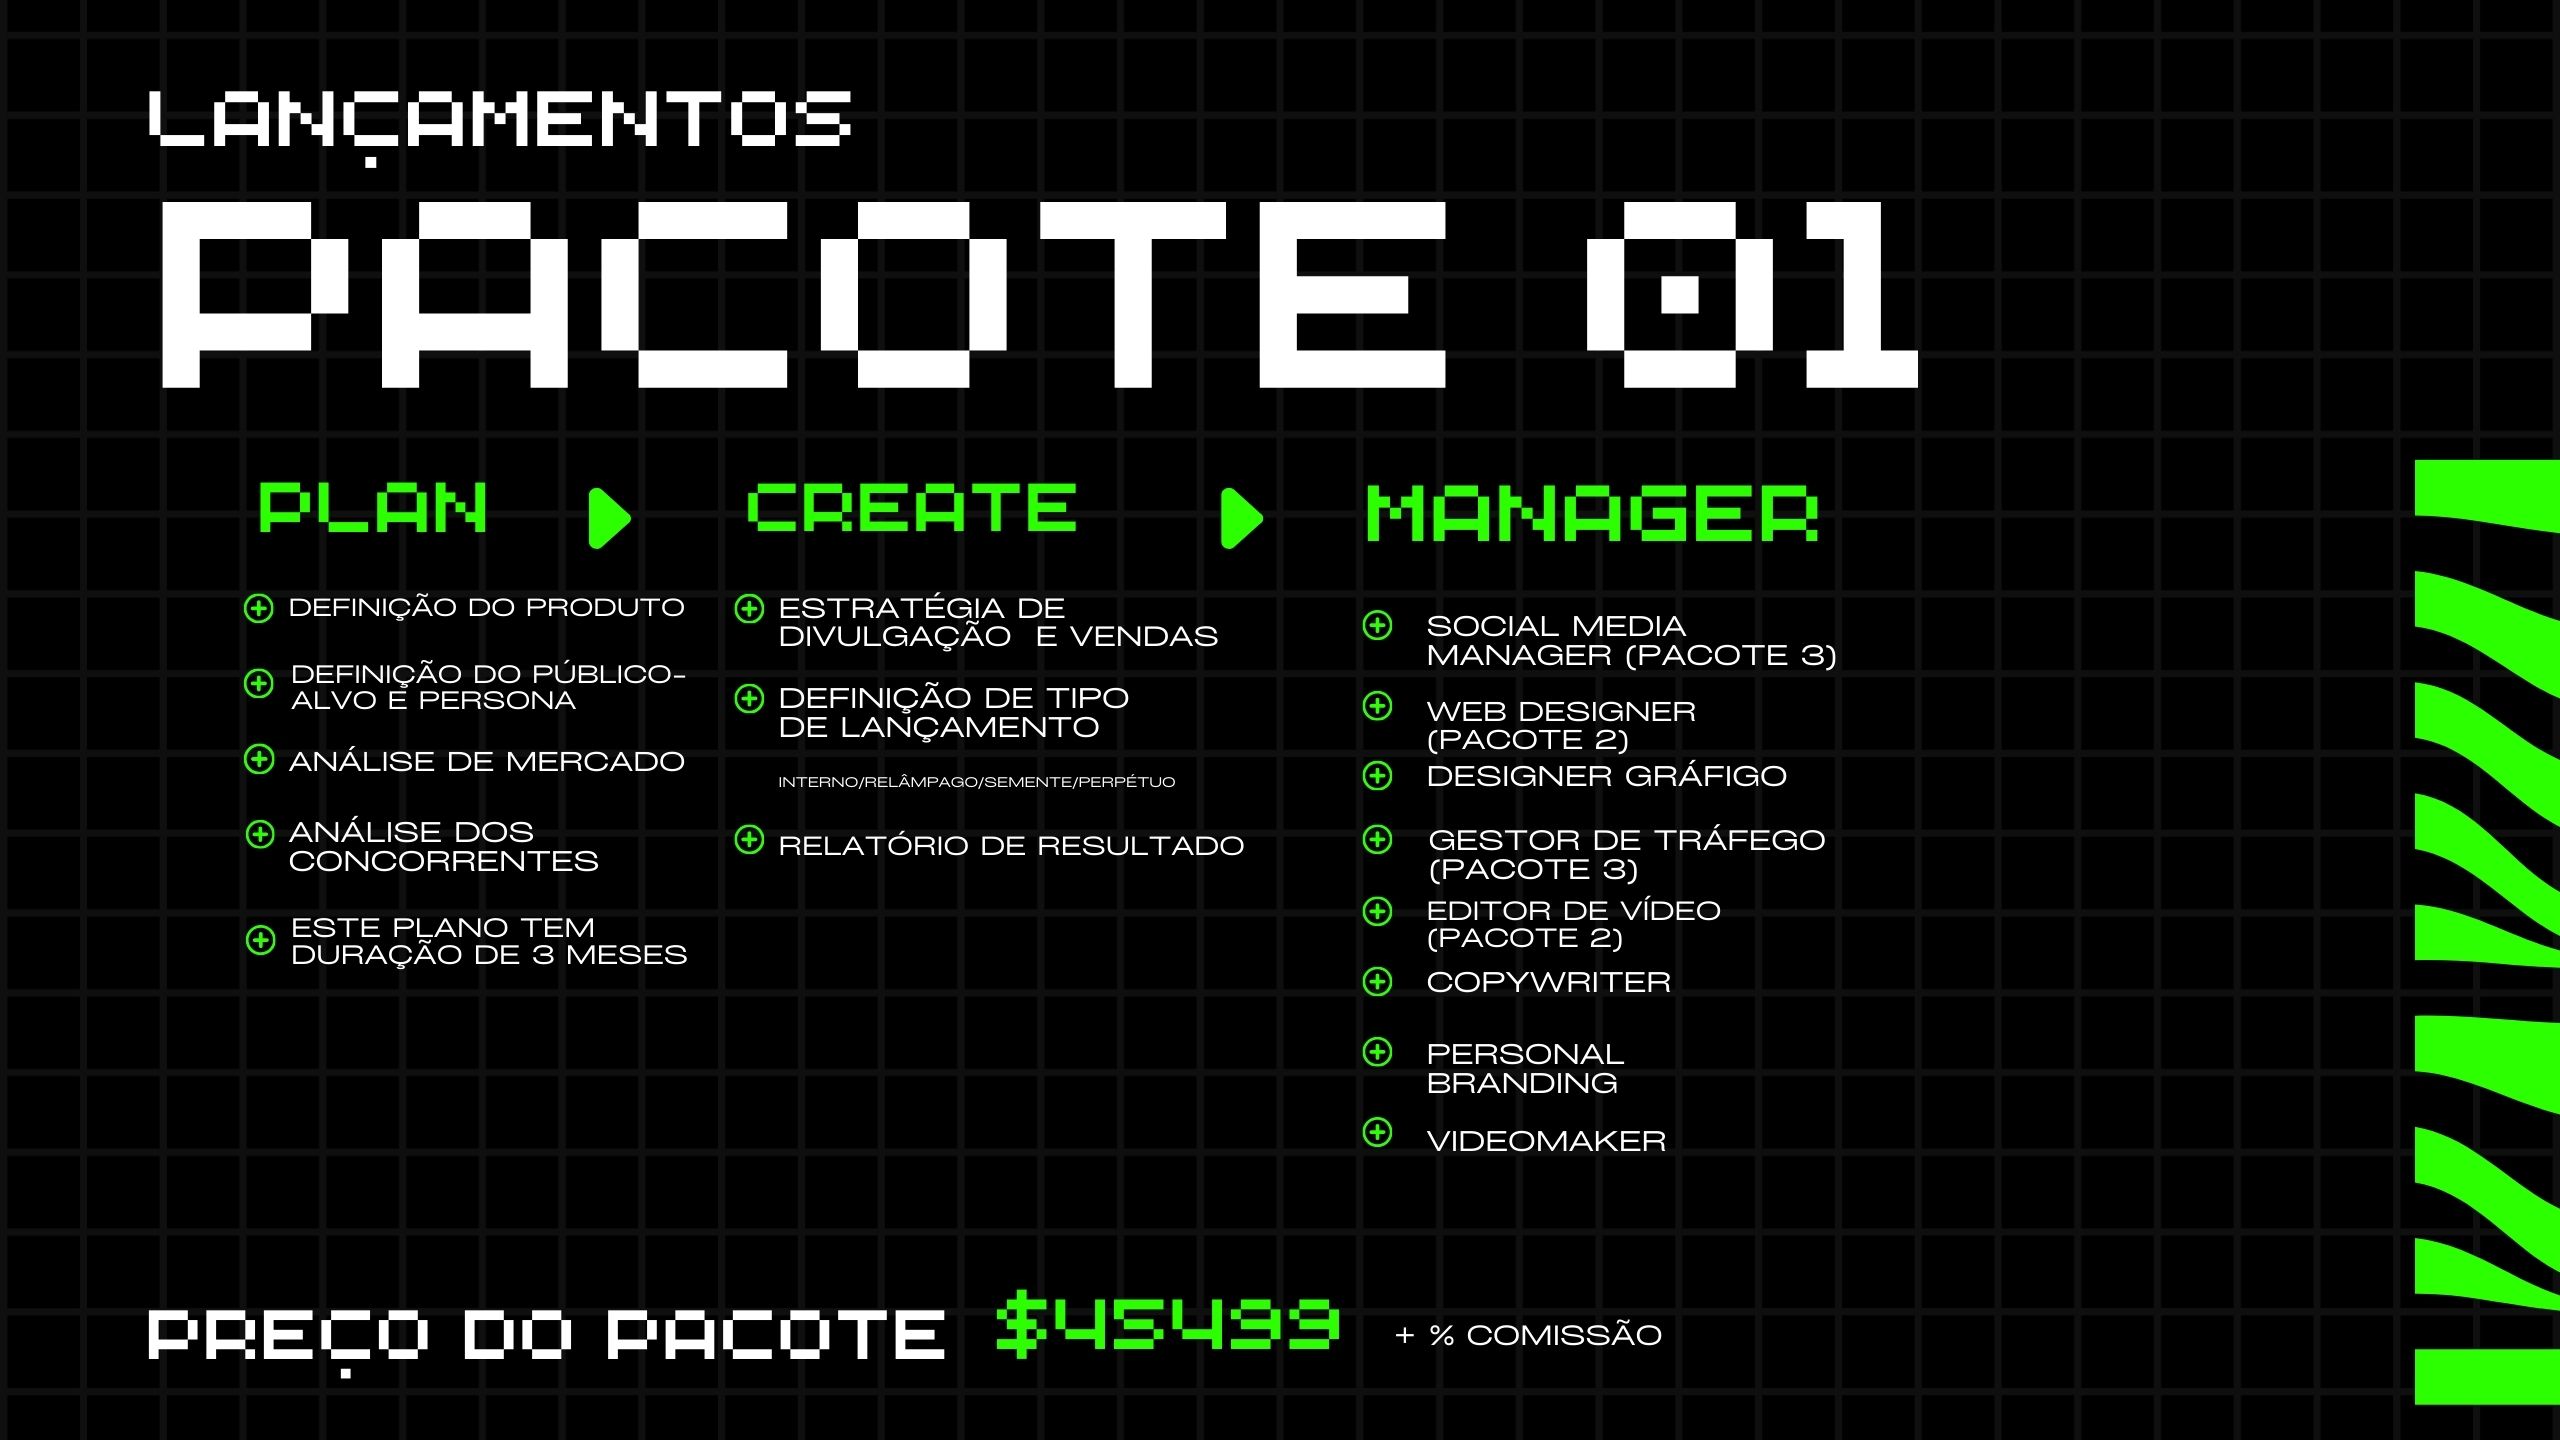 LANÇAMENTOS
PACOTE 01
PLAN
DEFINIÇÃO DO PRODUTO
DEFINIÇÃO DO PÚBLICO-
ALVO E PERSONA
ANÁLISE DE MERCADO
ANÁLISE DOS
CONCORRENTES
ESTE PLANO TEM
DURAÇÃO DE 3 MESES
CREATE
ESTRATÉGIA DE
DIVULGAÇÃO  E VENDAS
DEFINIÇÃO DE TIPO
DE LANÇAMENTO
INTERNO/RELÂMPAGO/SEMENTE/PERPÉTUO
RELATÓRIO DE RESULTADO
MANAGER
SOCIAL MEDIA
MANAGER (PACOTE 3)
WEB DESIGNER
(PACOTE 2)
DESIGNER GRÁFIGO
GESTOR DE TRÁFEGO
(PACOTE 3)
EDITOR DE VÍDEO
(PACOTE 2)
COPYWRITER
PERSONAL
BRANDING
VIDEOMAKER
PREÇO DO PACOTE $45499 + % COMISSÃO